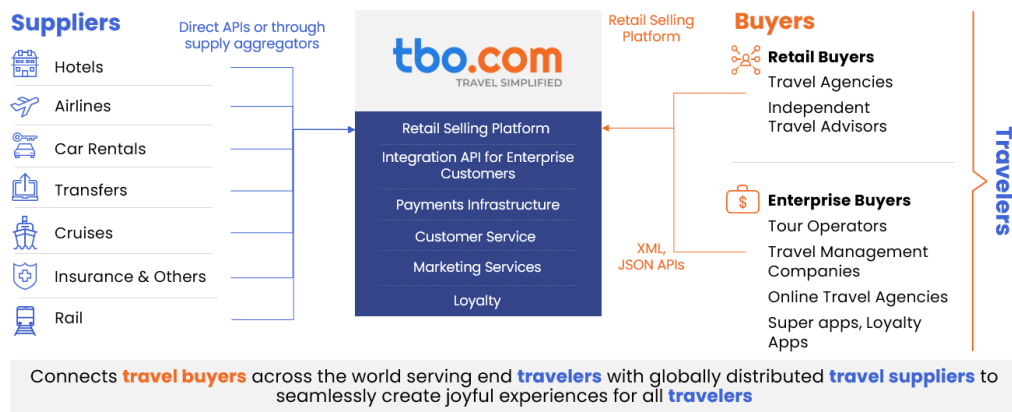 Suppliers
Direct APIs or through
supply aggregators
Hotels
Airlines
Car Rentals
Transfers
Cruises
Insurance & Others
Rail
tbo.com
TRAVEL SIMPLIFIED
Retail Selling Platform
Integration API for Enterprise
Customers
Payments Infrastructure
Customer Service
Marketing Services
Loyalty
Retail Selling
Platform
XML,
JSON APIs
Buyers
Retail Buyers
Travel Agencies
Independent
Travel Advisors
$
Enterprise Buyers
Tour Operators
Travel Management
Companies
Online Travel Agencies
Super apps, Loyalty
Apps
Travelers
Connects travel buyers across the world serving end travelers with globally distributed travel suppliers to
seamlessly create joyful experiences for all travelers